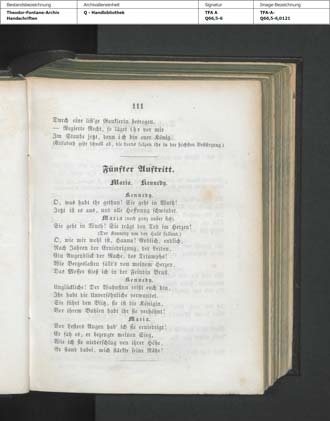 Bestandsbezeichnung
Theodor-Fontane-Archiv
Handschriften
Archivalieneinheit
Q - Handbibliothek
Signatur
TFA A
Q66,5-6
Image-Bezeichnung
TFA-A-
Q66,5-6,0121
111
Durch eine list'ge Gauklerin betrogen.
— Regierte Recht, so läget ihr vor mir
Im Staube jetzt, denn ich bin euer König.
(Elisabeth geht schnell ab, die Lords folgen ihr in der höchsten Bestürzung.)
Fünfter Auftritt.
Maria. Kennedy.
Kennedy.
O, was habt ihr gethan! Sie geht in Wuth!
Jetzt ist es aus, und alle Hoffnung schwindet.
Maria (noch ganz außer sich).
Sie geht in Wuth! Sie trägt den Tod im Herzen!
(Der Kennedy um den Hals fallend.)
O, wie mir wohl ist, Hanna! Endlich, endlich,
Nach Jahren der Erniedrigung, der Leiden,
Ein Augenblick der Rache, des Triumphs!
Wie Bergeslasten fällt's von meinem Herzen,
Das Messer stieß ich in der Feindin Brust.
Kennedy.
Unglückliche! Der Wahnsinn reißt euch hin,
Ihr habt die Unversöhnliche verwundet.
Sie führt den Blitz, sie ist die Königin,
Vor ihrem Buhlen habt ihr sie verhöhnt!
Maria.
Vor Lesters Augen hab' ich sie erniedrigt!
Er sah es, er bezeugte meinen Sieg,
Wie ich sie niederschlug von ihrer Höhe,
Er stand dabei, mich stärkte seine Nähe!